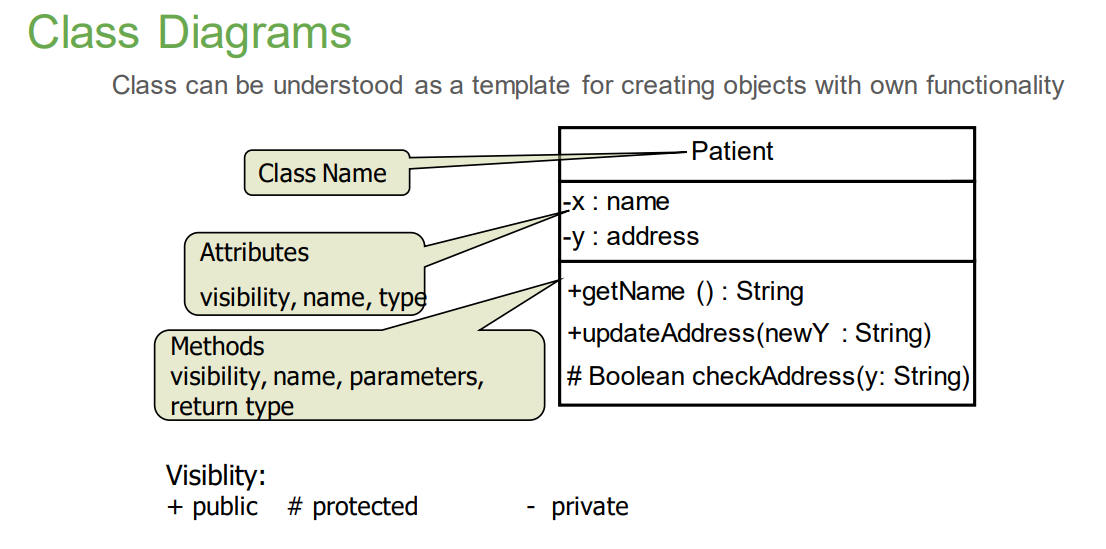 Class Diagrams
Class can be understood as a template for creating objects with own functionality
Class Name
Patient
Attributes
visibility, name, type
-x : name
-y : address
Methods
visibility, name, parameters,
return type
+getName () : String
+updateAddress(newY : String)
# Boolean checkAddress(y: String)
Visiblity:
+ public # protected - private